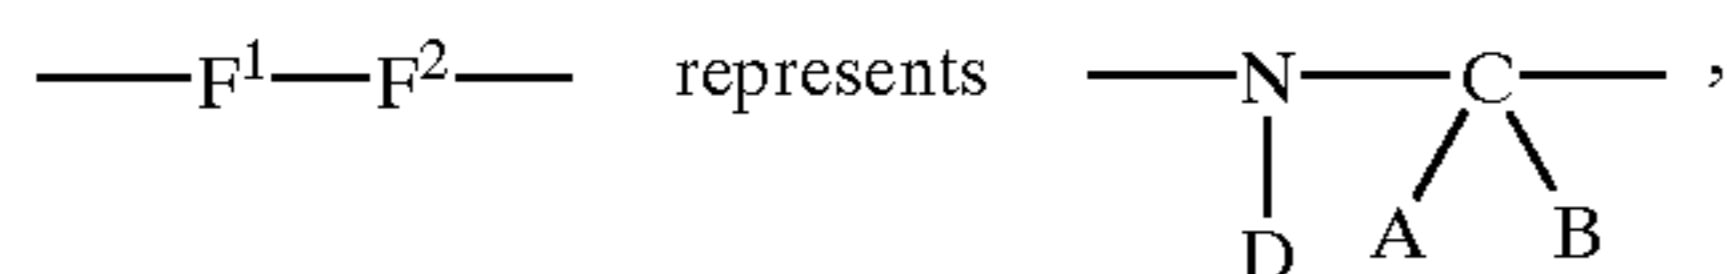 —F¹—F²— represents —N—C—,
D A B